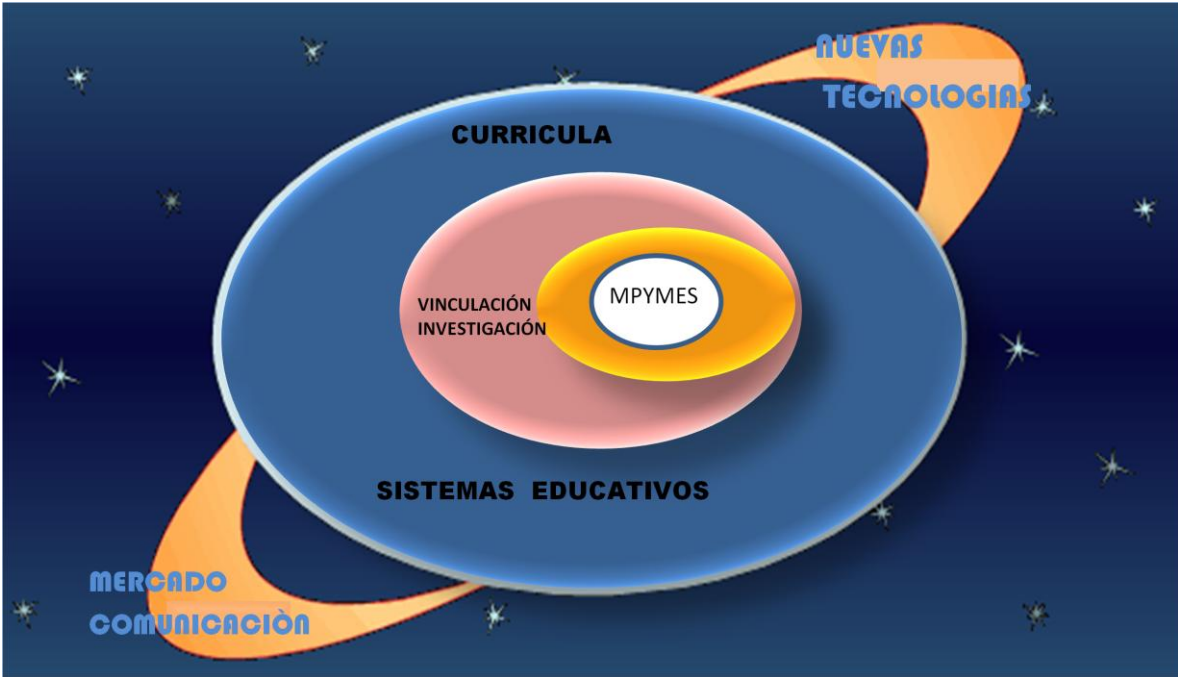 NUEVAS
TECNOLOGIAS
CURRICULA
MPYMES
VINCULACIÓN
INVESTIGACIÓN
SISTEMAS EDUCATIVOS
MERCADO
COMUNICACIÒN